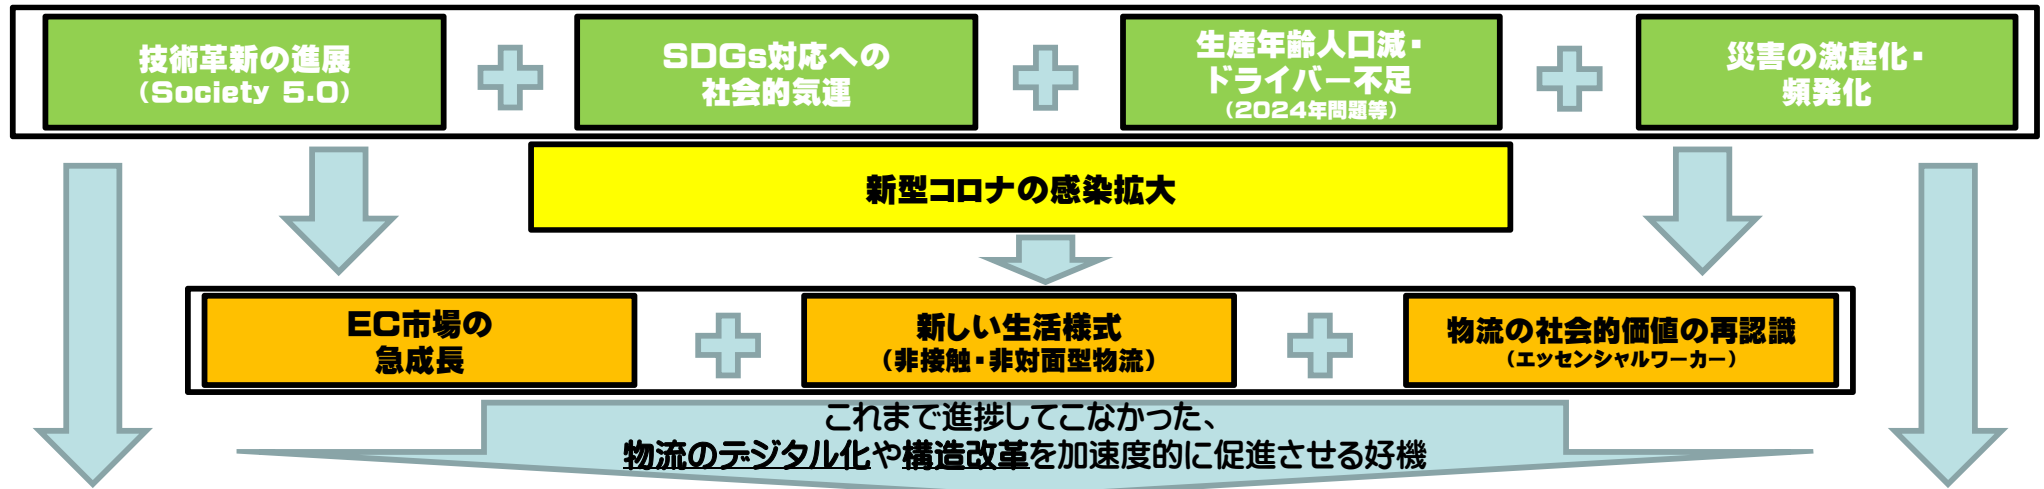 技術革新の進展
（Society 5.0）
SDGs対応への
社会的気運
生産年齢人口減・
ドライバー不足
（2024年問題等）
災害の激甚化・
頻発化
新型コロナの感染拡大
EC市場の
急成長
新しい生活様式
（非接触・非対面型物流）
物流の社会的価値の再認識
（エッセンシャルワーカー）
これまで進捗してこなかった、
物流のデジタル化や構造改革を加速度的に促進させる好機